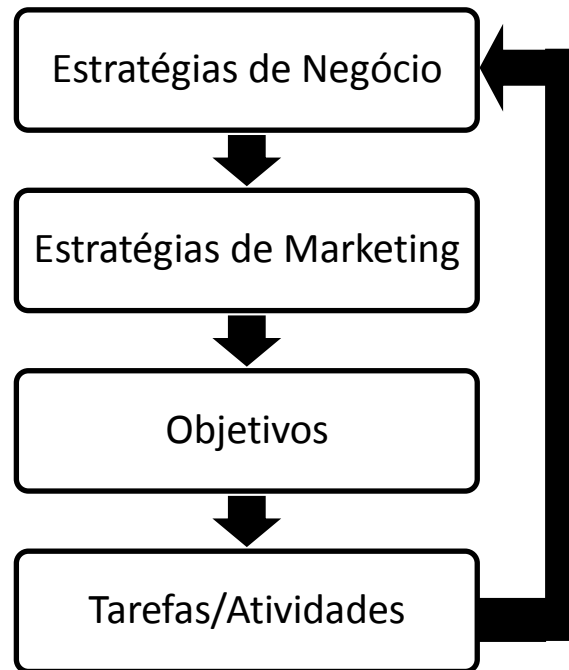 Estratégias de Negócio
Estratégias de Marketing
Objetivos
Tarefas/Atividades